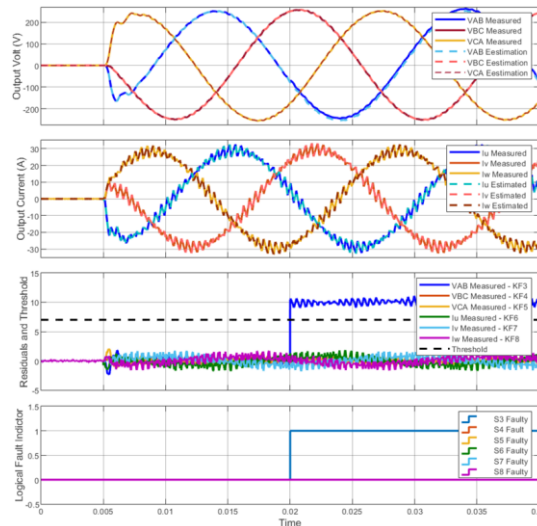 Output Volt (V)
200
100
0
-100
-200
VAB Measured
VBC Measured
VCA Measured
VAB Eestimation
VBC Eestimation
VCA Eestimation
Output Current (A)
30
20
10
0
-10
-20
-30
Iu Measured
Iv Measured
Iw Measured
Iu Estimated
Iv Estimated
Iw Estimated
Residuals and Threshold
15
10
5
0
-5
VAB Measured - KF3
VBC Measured - KF4
VCA Measured - KF5
Iu Measured - KF6
Iv Measured - KF7
Iw Measured - KF8
Threshold
Logical Fault Indictor
1.5
1
0.5
0
-0.5
S3 Faulty
S4 Fault
S5 Faulty
S6 Faulty
S7 Faulty
S8 Faulty
0 0.005 0.01 0.015 0.02 0.025 0.03 0.035
Time